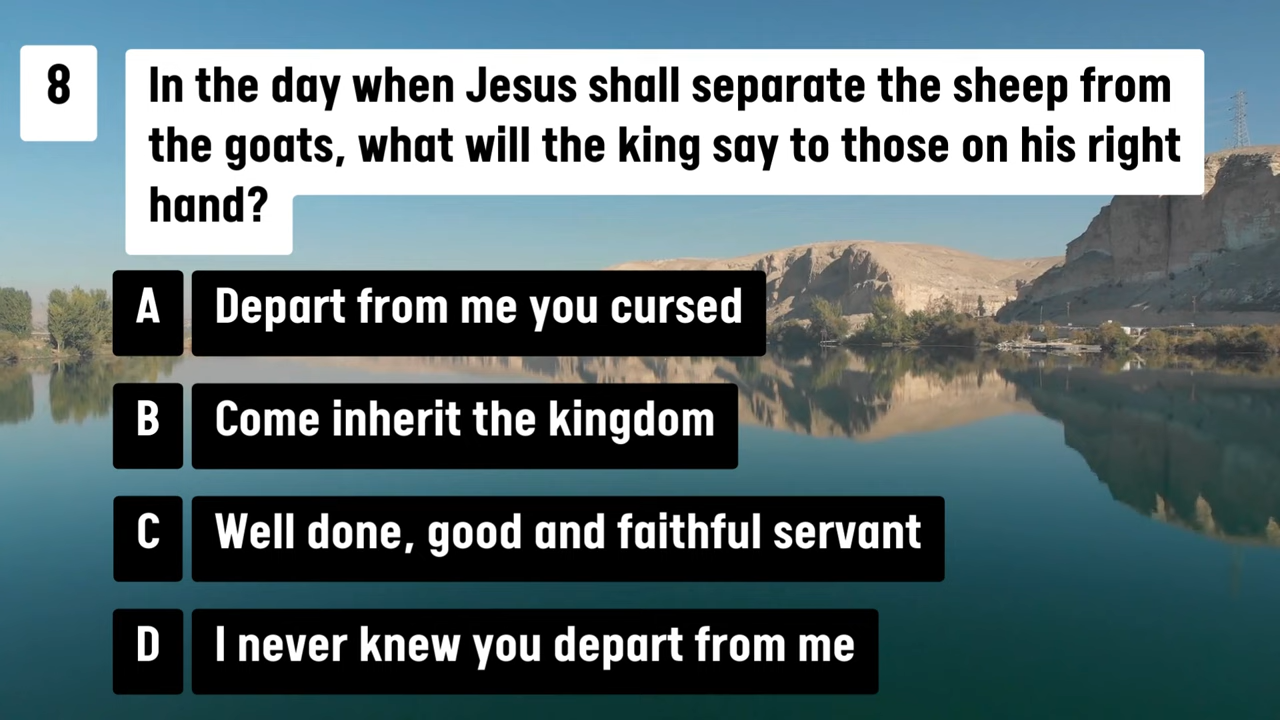 8
In the day when Jesus shall separate the sheep from
the goats, what will the king say to those on his right
hand?
A
Depart from me you cursed
B
Come inherit the kingdom
C
Well done, good and faithful servant
D
I never knew you depart from me